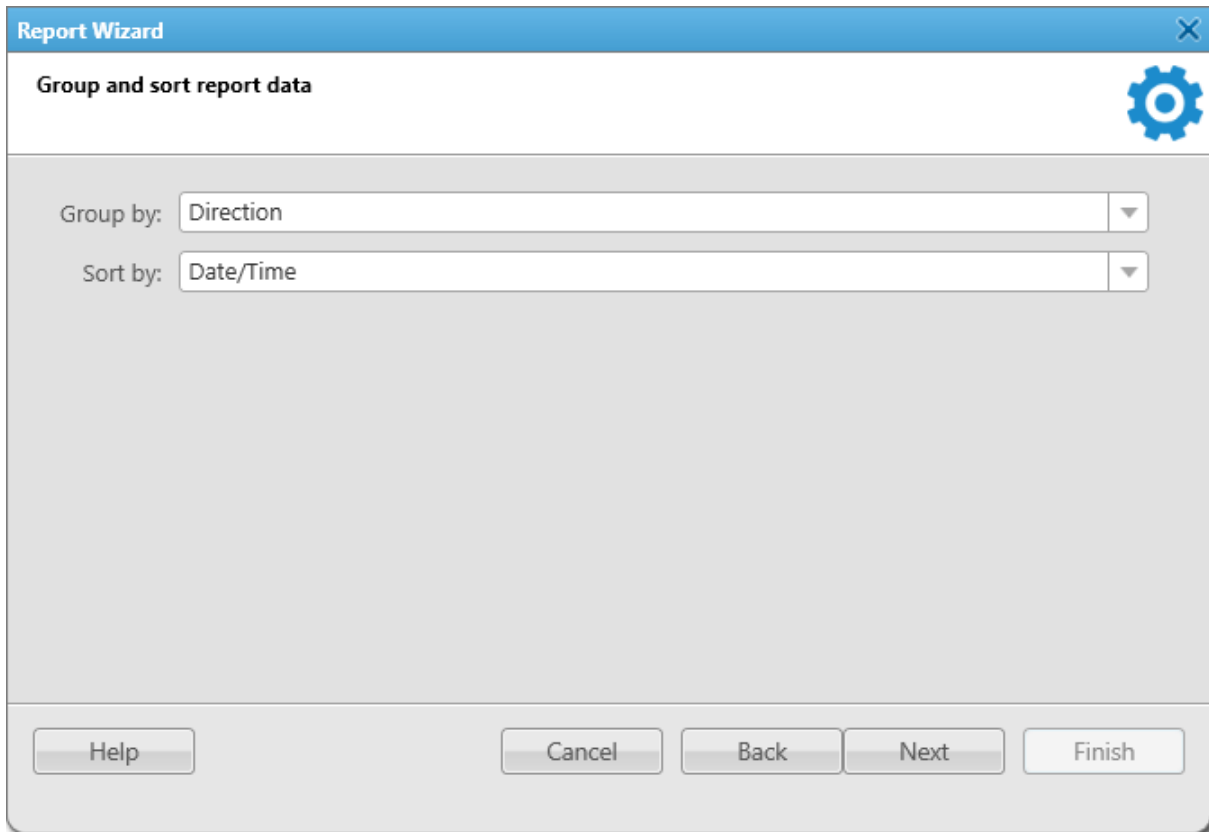 Report Wizard
Group and sort report data
Group by: Direction
Sort by: Date/Time
Help Cancel Back Next Finish